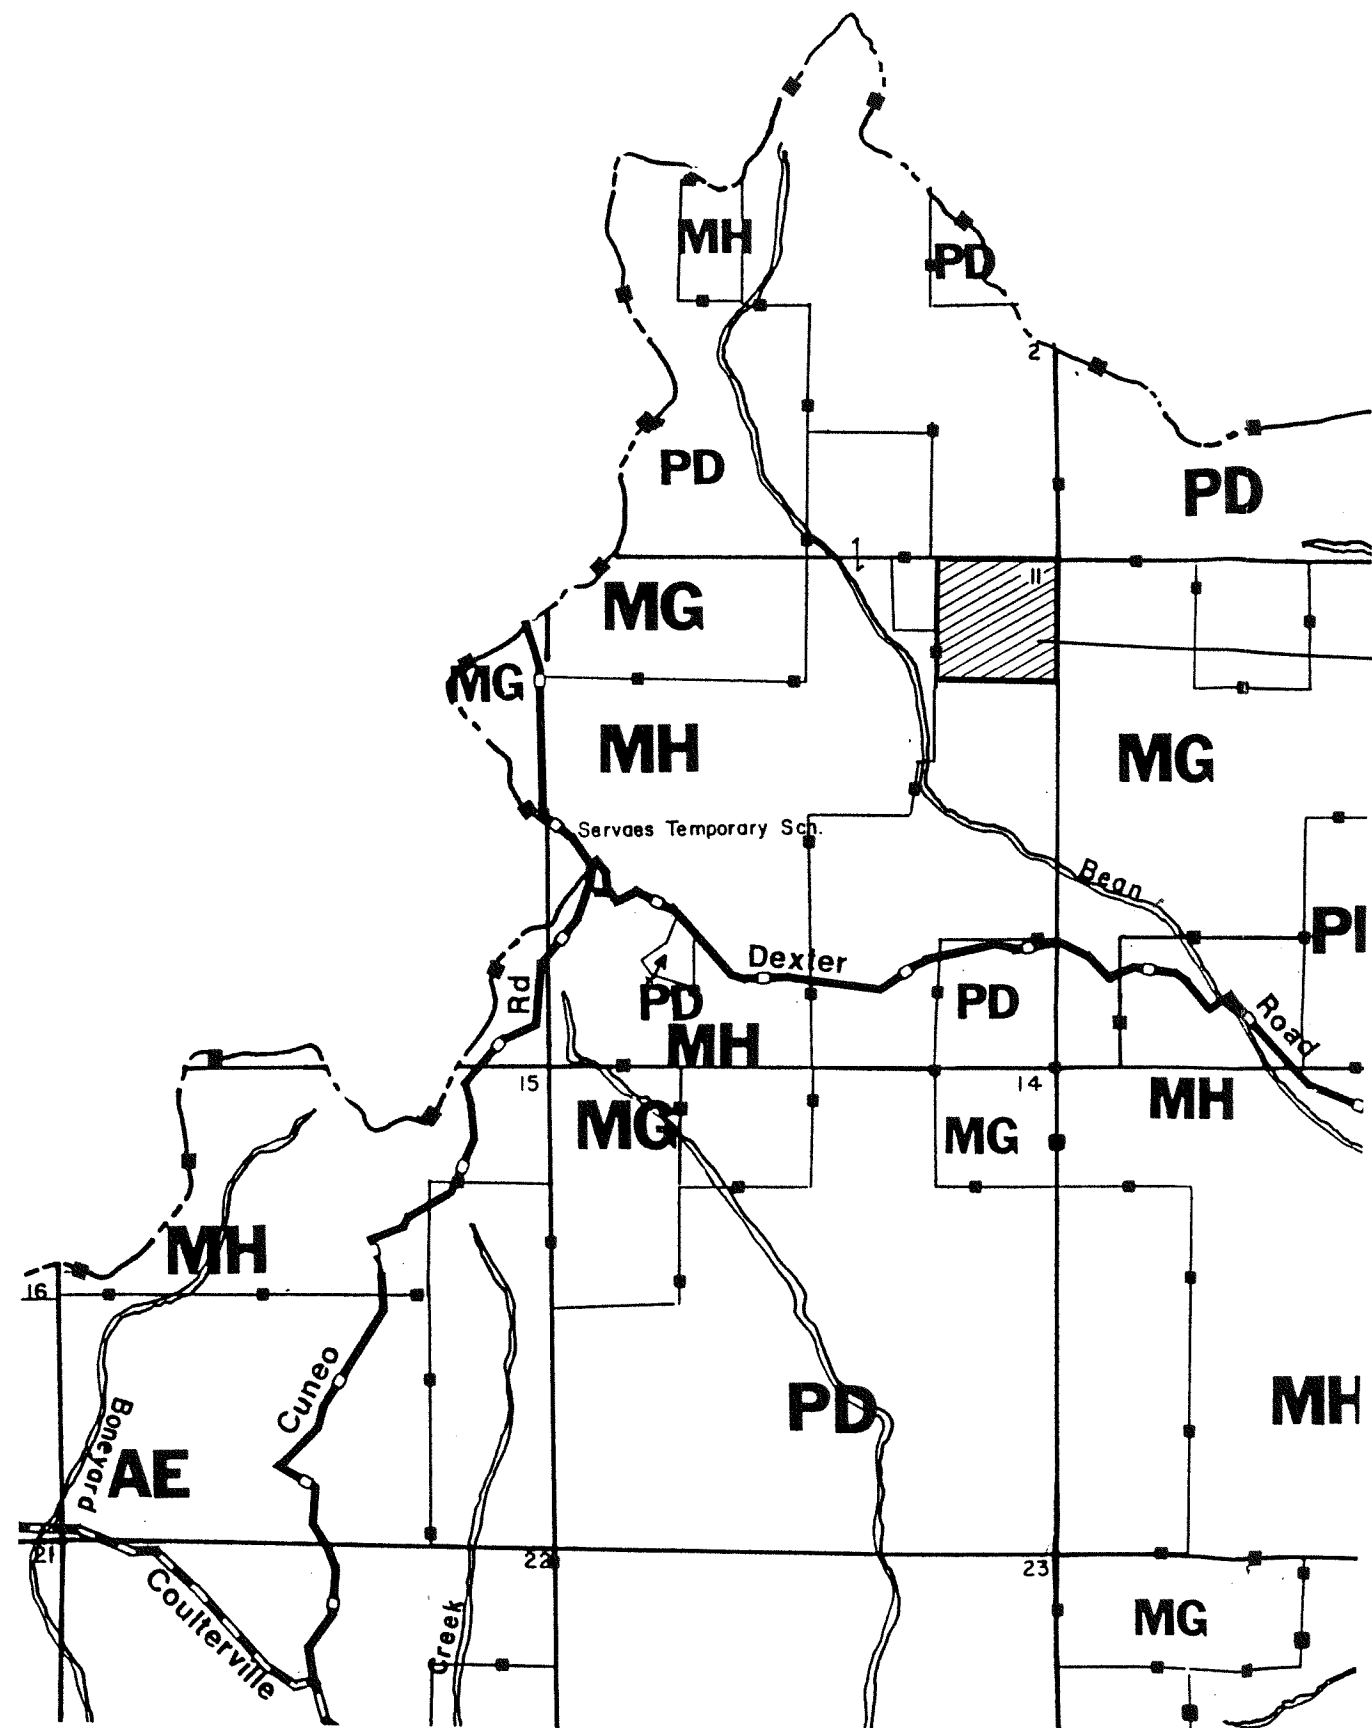 MH
PD
2
PD
PD
1
11
MG
MG
MH
MG
Servaes Temporary Sch.
Bean
Dexter
Rd
PD
PD
Road
MH
15
14
MG
MG
MH
MH
16
Cuneo
PD
MH
Boneyard
AE
21
22
23
Coulterville
Creek
MG